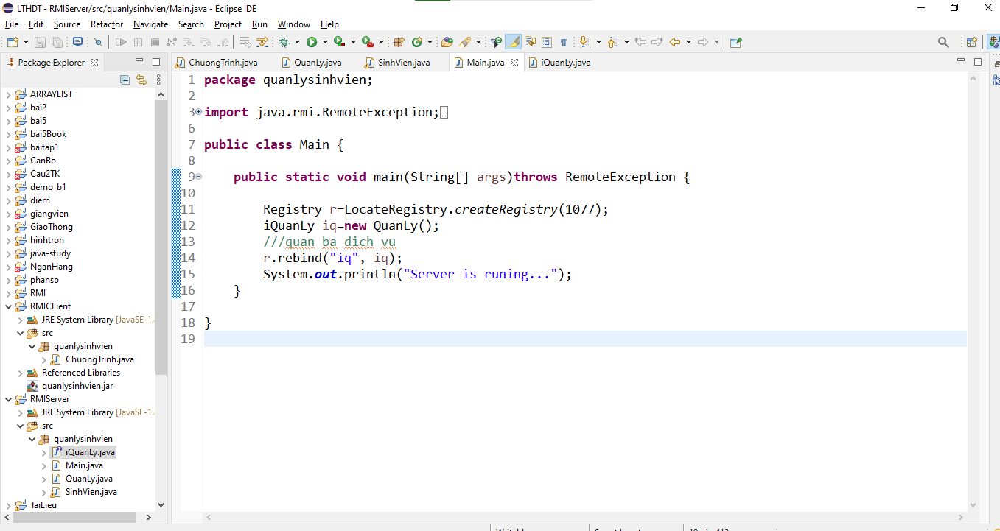 LTHDT - RMIServer/src/quanlysinhvien/Main.java - Eclipse IDE
File Edit Source Refactor Navigate Search Project Run Window Help
Package Explorer
ChuongTrinh.java QuanLy.java SinhVien.java Main.java iQuanLy.java
ARRAYLIST
bai2
bai5
bai5Book
baitap1
CanBo
Cau2TK
demo_b1
diem
giangvien
GiaoThong
hinhtron
java-study
NganHang
phanso
RMI
RMICLient
JRE System Library [JavaSE-1.
src
quanlysinhvien
ChuongTrinh.java
Referenced Libraries
quanlysinhvien.jar
RMIServer
JRE System Library [JavaSE-1.
src
quanlysinhvien
iQuanLy.java
Main.java
QuanLy.java
SinhVien.java
TaiLieu
1 package quanlysinhvien;
2
3 import java.rmi.RemoteException;
6
7 public class Main {
8
9 public static void main(String[] args)throws RemoteException {
10
11 Registry r=LocateRegistry.createRegistry(1077);
12 iQuanLy iq=new QuanLy();
13 ///quan ba dich vu
14 r.rebind("iq", iq);
15 System.out.println("Server is runing...");
16 }
17
18 }
19